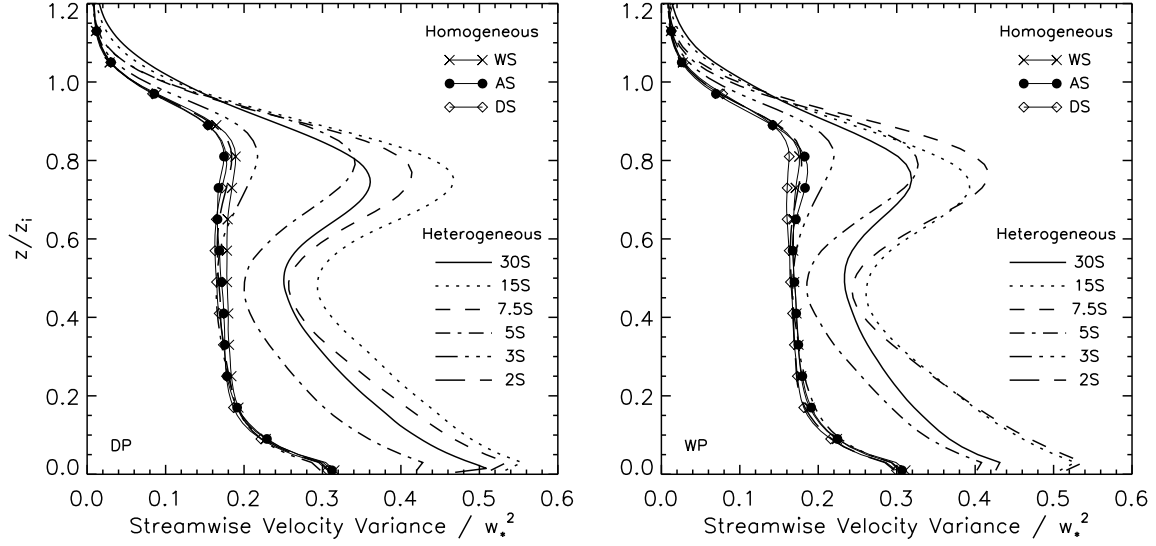 1.2
1.0
0.8
0.6
0.4
0.2
0.0
z/z_i
Homogeneous
WS
AS
DS
Heterogeneous
30S
15S
7.5S
5S
3S
2S
DP
0.0 0.1 0.2 0.3 0.4 0.5 0.6
Streamwise Velocity Variance / w_*^2
1.2
1.0
0.8
0.6
0.4
0.2
0.0
Homogeneous
WS
AS
DS
Heterogeneous
30S
15S
7.5S
5S
3S
2S
WP
0.0 0.1 0.2 0.3 0.4 0.5 0.6
Streamwise Velocity Variance / w_*^2